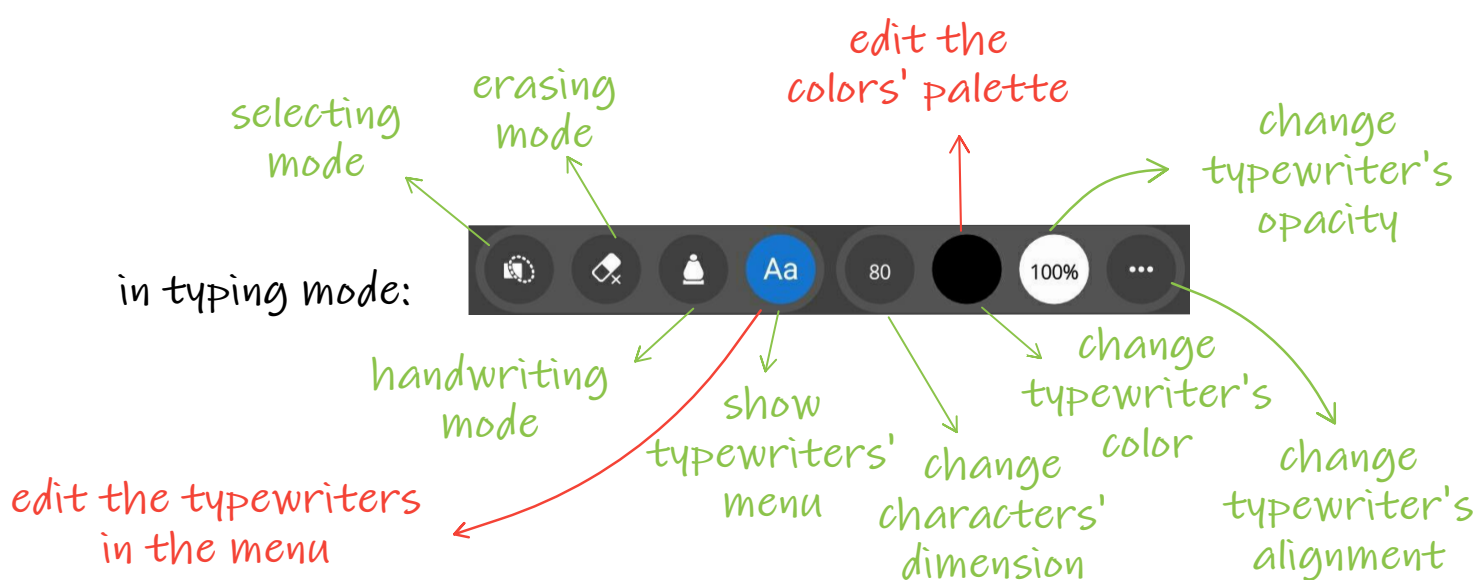 edit the
colors' palette
erasing
mode
selecting
mode
change
typewriter's
opacity
in typing mode:
Aa
80
100%
handwriting
mode
show
typewriters'
menu
change
typewriter's
color
change
characters'
dimension
change
typewriter's
alignment
edit the typewriters
in the menu